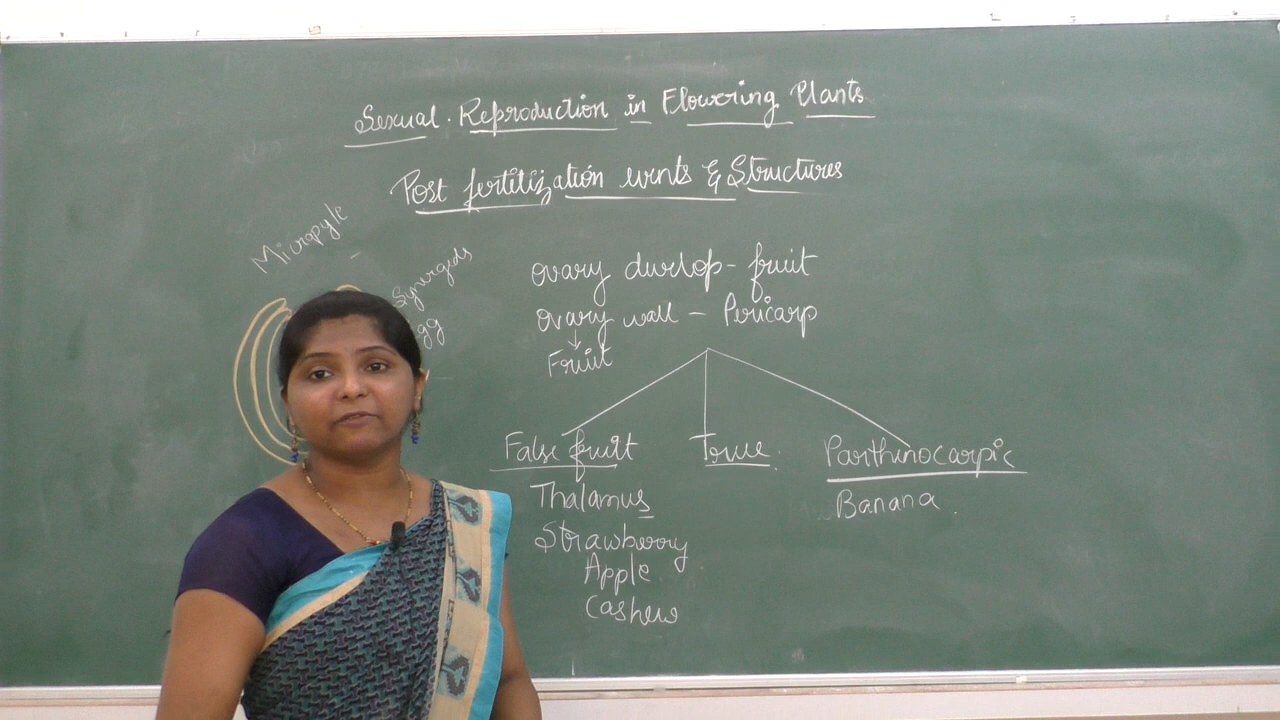 Sexual Reproduction in Flowering Plants
Post fertilization events & Structures
Micropyle
Synergids
egg
ovary develop - fruit
ovary wall - Pericarp
↓
Fruit
False fruit
Thalamus
Strawberry
Apple
Cashew
True
Parthinocarpic
Banana